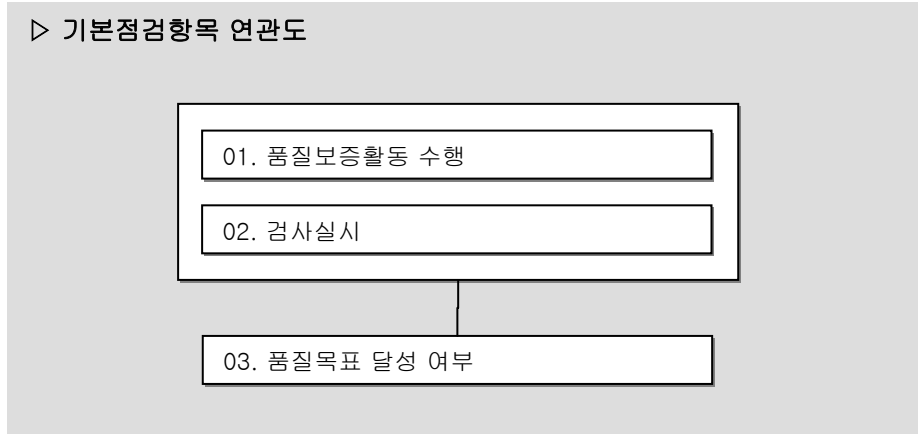 ▷ 기본점검항목 연관도
01. 품질보증활동 수행
02. 검사실시
03. 품질목표 달성 여부